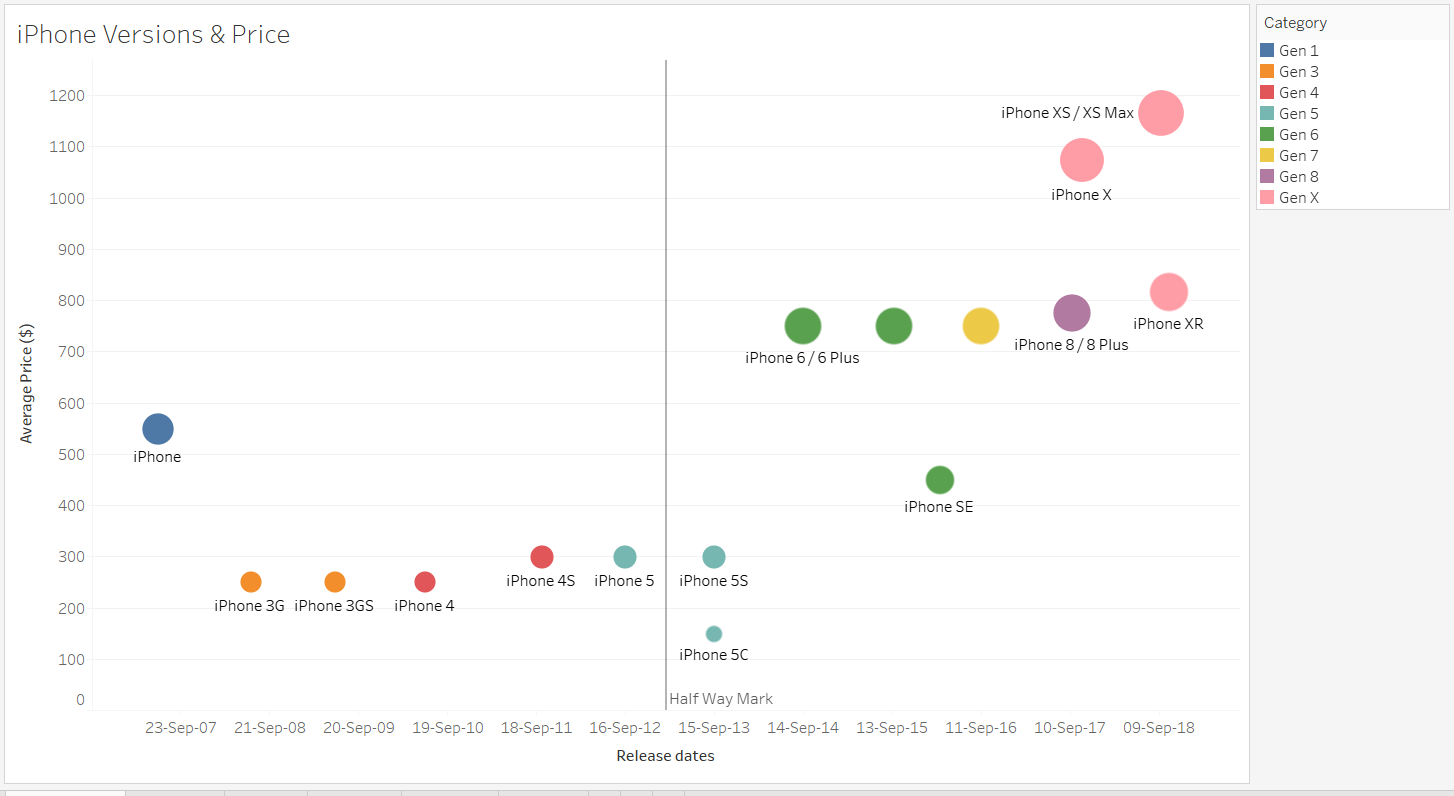 iPhone Versions & Price
Category
Gen 1
Gen 3
Gen 4
Gen 5
Gen 6
Gen 7
Gen 8
Gen X
Average Price ($)
1200
1100
1000
900
800
700
600
500
400
300
200
100
0
iPhone XS / XS Max
iPhone X
iPhone XR
iPhone 8 / 8 Plus
iPhone 6 / 6 Plus
iPhone
iPhone SE
iPhone 4S
iPhone 5
iPhone 5S
iPhone 3G
iPhone 3GS
iPhone 4
iPhone 5C
Half Way Mark
23-Sep-07
21-Sep-08
20-Sep-09
19-Sep-10
18-Sep-11
16-Sep-12
15-Sep-13
14-Sep-14
13-Sep-15
11-Sep-16
10-Sep-17
09-Sep-18
Release dates